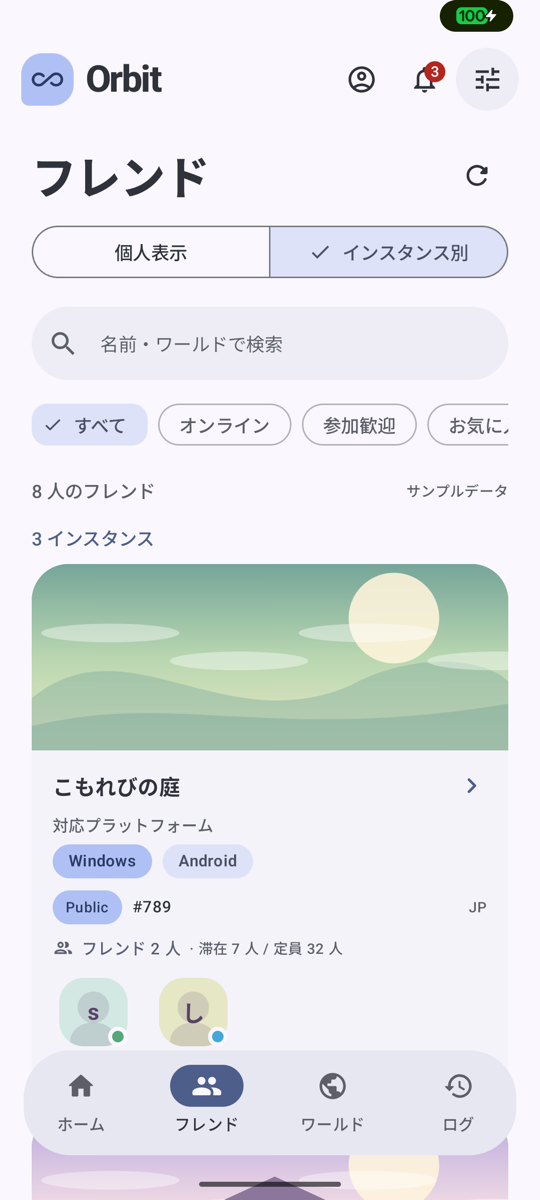 100
Orbit
3
フレンド
個人表示
インスタンス別
名前・ワールドで検索
すべて
オンライン
参加歓迎
お気に
8 人のフレンド
サンプルデータ
3 インスタンス
こもれびの庭
対応プラットフォーム
Windows
Android
Public
#789
JP
フレンド 2 人 · 滞在 7 人 / 定員 32 人
s
し
ホーム
フレンド
ワールド
ログ